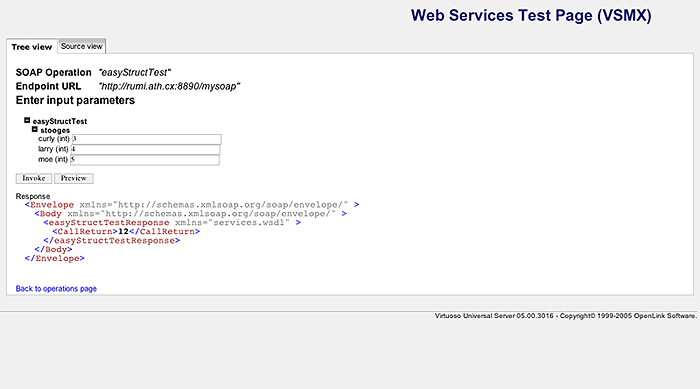 Web Services Test Page (VSMX)
Tree view Source view
SOAP Operation "easyStructTest"
Endpoint URL "http://rumi.ath.cx:8890/mysoap"
Enter input parameters
easyStructTest
stooges
curly (int) 3
larry (int) 4
moe (int) 5
Invoke Preview
Response
<Envelope xmlns="http://schemas.xmlsoap.org/soap/envelope/" >
<Body xmlns="http://schemas.xmlsoap.org/soap/envelope/" >
<easyStructTestResponse xmlns="services.wsdl" >
<CallReturn>12</CallReturn>
</easyStructTestResponse>
</Body>
</Envelope>
Back to operations page
Virtuoso Universal Server 05.00.3016 - Copyright© 1999-2005 OpenLink Software.